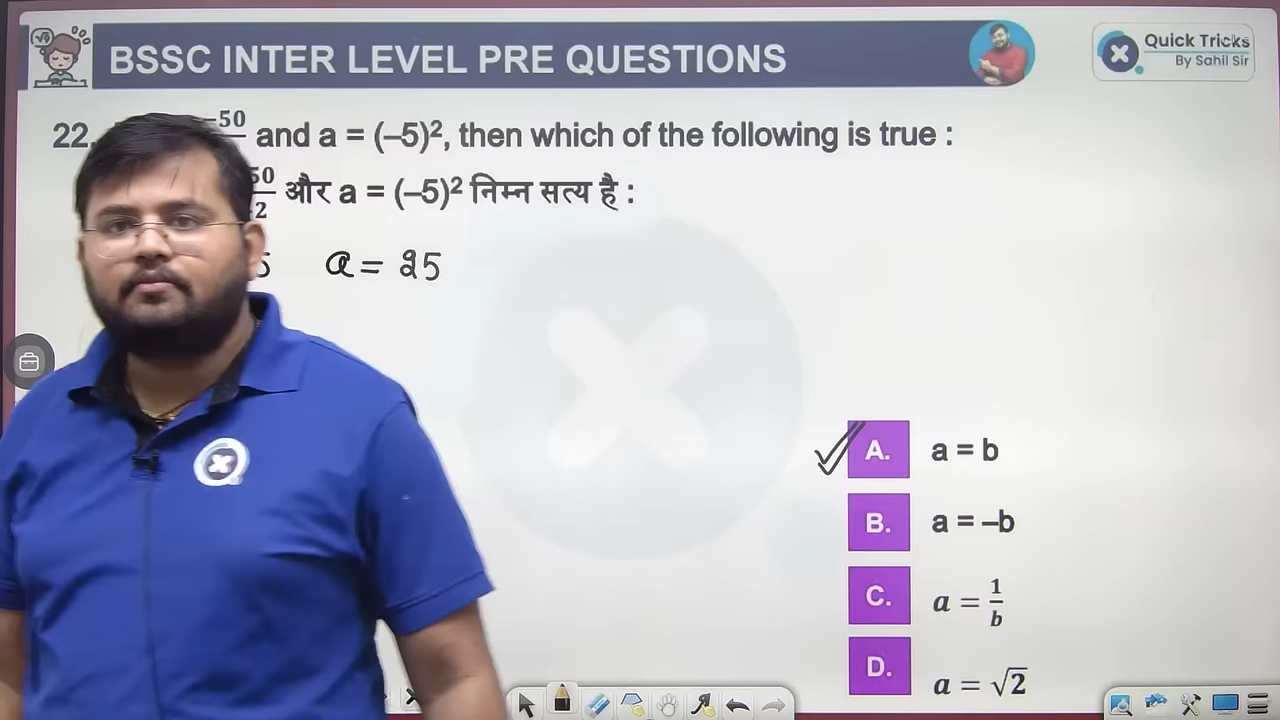 BSSC INTER LEVEL PRE QUESTIONS
Quick Tricks
By Sahil Sir
22. –50 and a = (–5)², then which of the following is true :
50/2 और a = (–5)² निम्न सत्य है :
5 a = 25
A. a = b
B. a = –b
C. a = 1/b
D. a = √2